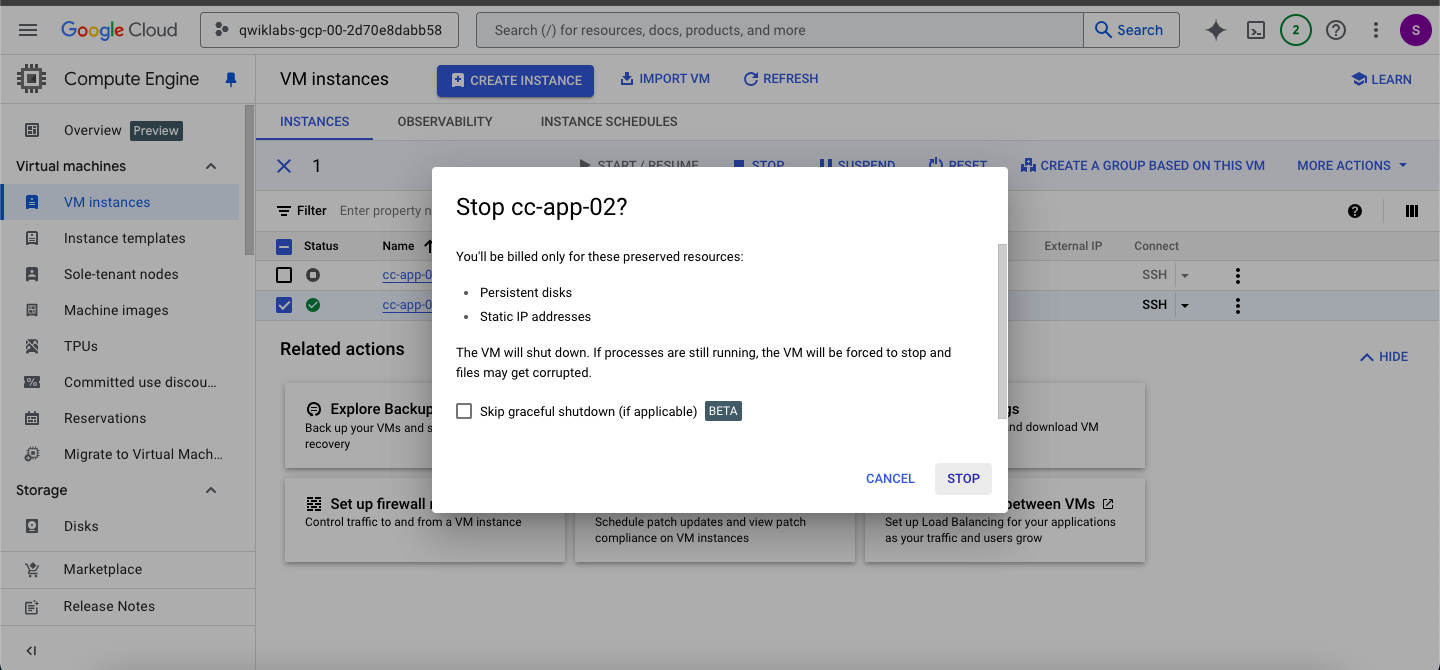 Google Cloud
qwiklabs-gcp-00-2d70e8dabb58
Search (/) for resources, docs, products, and more
Search
2
S
Compute Engine
VM instances
CREATE INSTANCE
IMPORT VM
REFRESH
LEARN
Overview Preview
Virtual machines
VM instances
Instance templates
Sole-tenant nodes
Machine images
TPUs
Committed use discou...
Reservations
Migrate to Virtual Mach...
Storage
Disks
Marketplace
Release Notes
INSTANCES
OBSERVABILITY
INSTANCE SCHEDULES
1
START / RESUME
STOP
SUSPEND
RESET
CREATE A GROUP BASED ON THIS VM
MORE ACTIONS
Filter Enter property
Status Name External IP Connect
cc-app-0 SSH
cc-app-0 SSH
Related actions
HIDE
Explore Backup
Back up your VMs and
recovery
and download VM
Set up firewall
Control traffic to and from a VM instance
Schedule patch updates and view patch
compliance on VM instances
between VMs
Set up Load Balancing for your applications
as your traffic and users grow
Stop cc-app-02?
You'll be billed only for these preserved resources:
• Persistent disks
• Static IP addresses
The VM will shut down. If processes are still running, the VM will be forced to stop and
files may get corrupted.
Skip graceful shutdown (if applicable) BETA
CANCEL
STOP